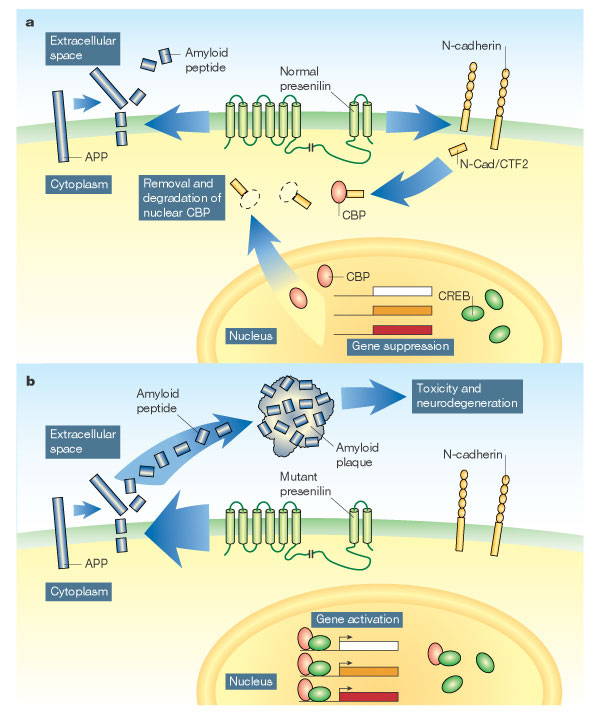 a
Extracellular
space
Amyloid
peptide
Normal
presenilin
N-cadherin
APP
Cytoplasm
N-Cad/CTF2
Removal and
degradation of
nuclear CBP
CBP
CBP
CREB
Nucleus
Gene suppression
b
Amyloid
peptide
Toxicity and
neurodegeneration
Extracellular
space
Amyloid
plaque
N-cadherin
Mutant
presenilin
APP
Cytoplasm
Gene activation
Nucleus